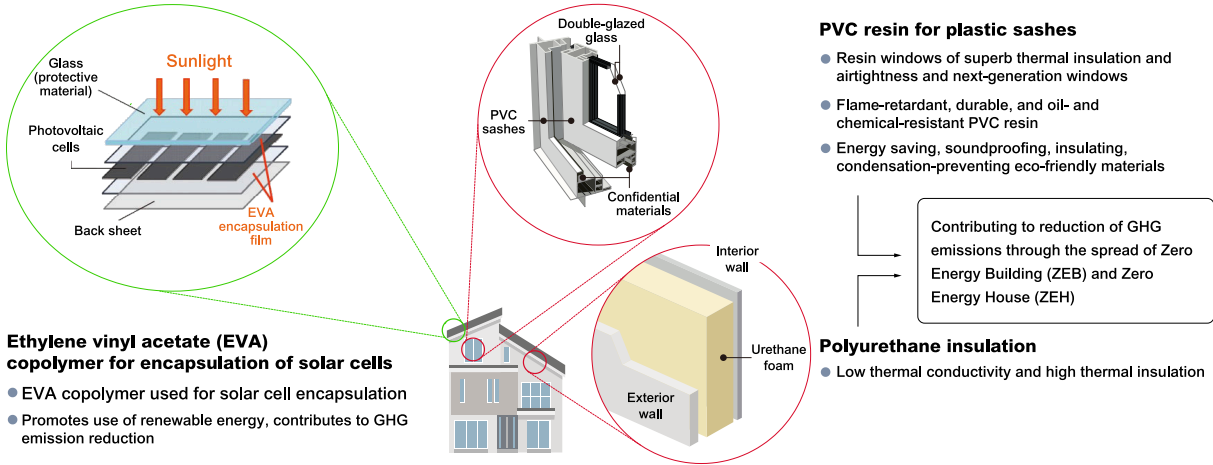 Sunlight
Glass
(protective
material)
Photovoltaic
cells
Back sheet
EVA
encapsulation
film
Ethylene vinyl acetate (EVA)
copolymer for encapsulation of solar cells
EVA copolymer used for solar cell encapsulation
Promotes use of renewable energy, contributes to GHG
emission reduction
Double-glazed
glass
PVC
sashes
Confidential
materials
Interior
wall
Urethane
foam
Exterior
wall
PVC resin for plastic sashes
Resin windows of superb thermal insulation and
airtightness and next-generation windows
Flame-retardant, durable, and oil- and
chemical-resistant PVC resin
Energy saving, soundproofing, insulating,
condensation-preventing eco-friendly materials
Contributing to reduction of GHG
emissions through the spread of Zero
Energy Building (ZEB) and Zero
Energy House (ZEH)
Polyurethane insulation
Low thermal conductivity and high thermal insulation